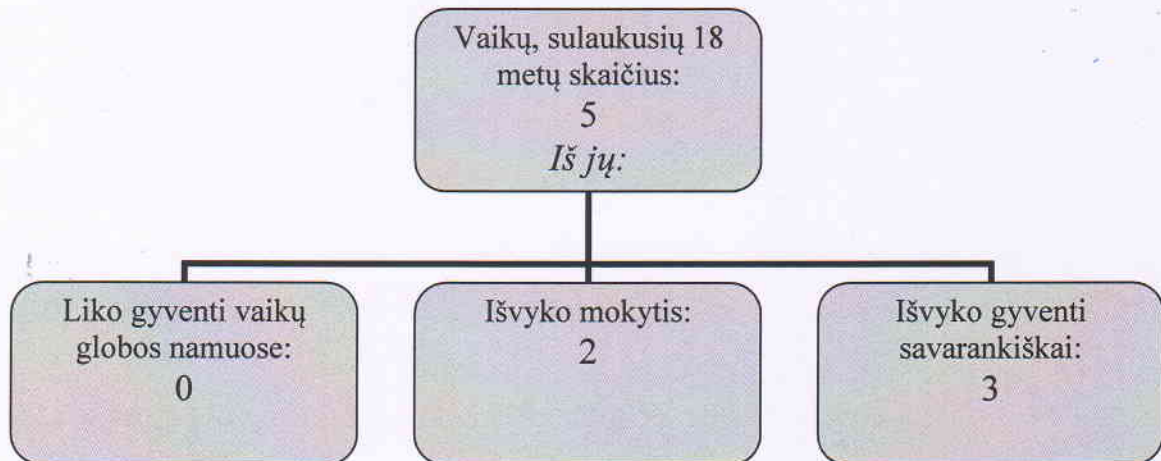 Vaikų, sulaukusių 18
metų skaičius:
5
Iš jų:
Liko gyventi vaikų
globos namuose:
0
Išvyko mokytis:
2
Išvyko gyventi
savarankiškai:
3